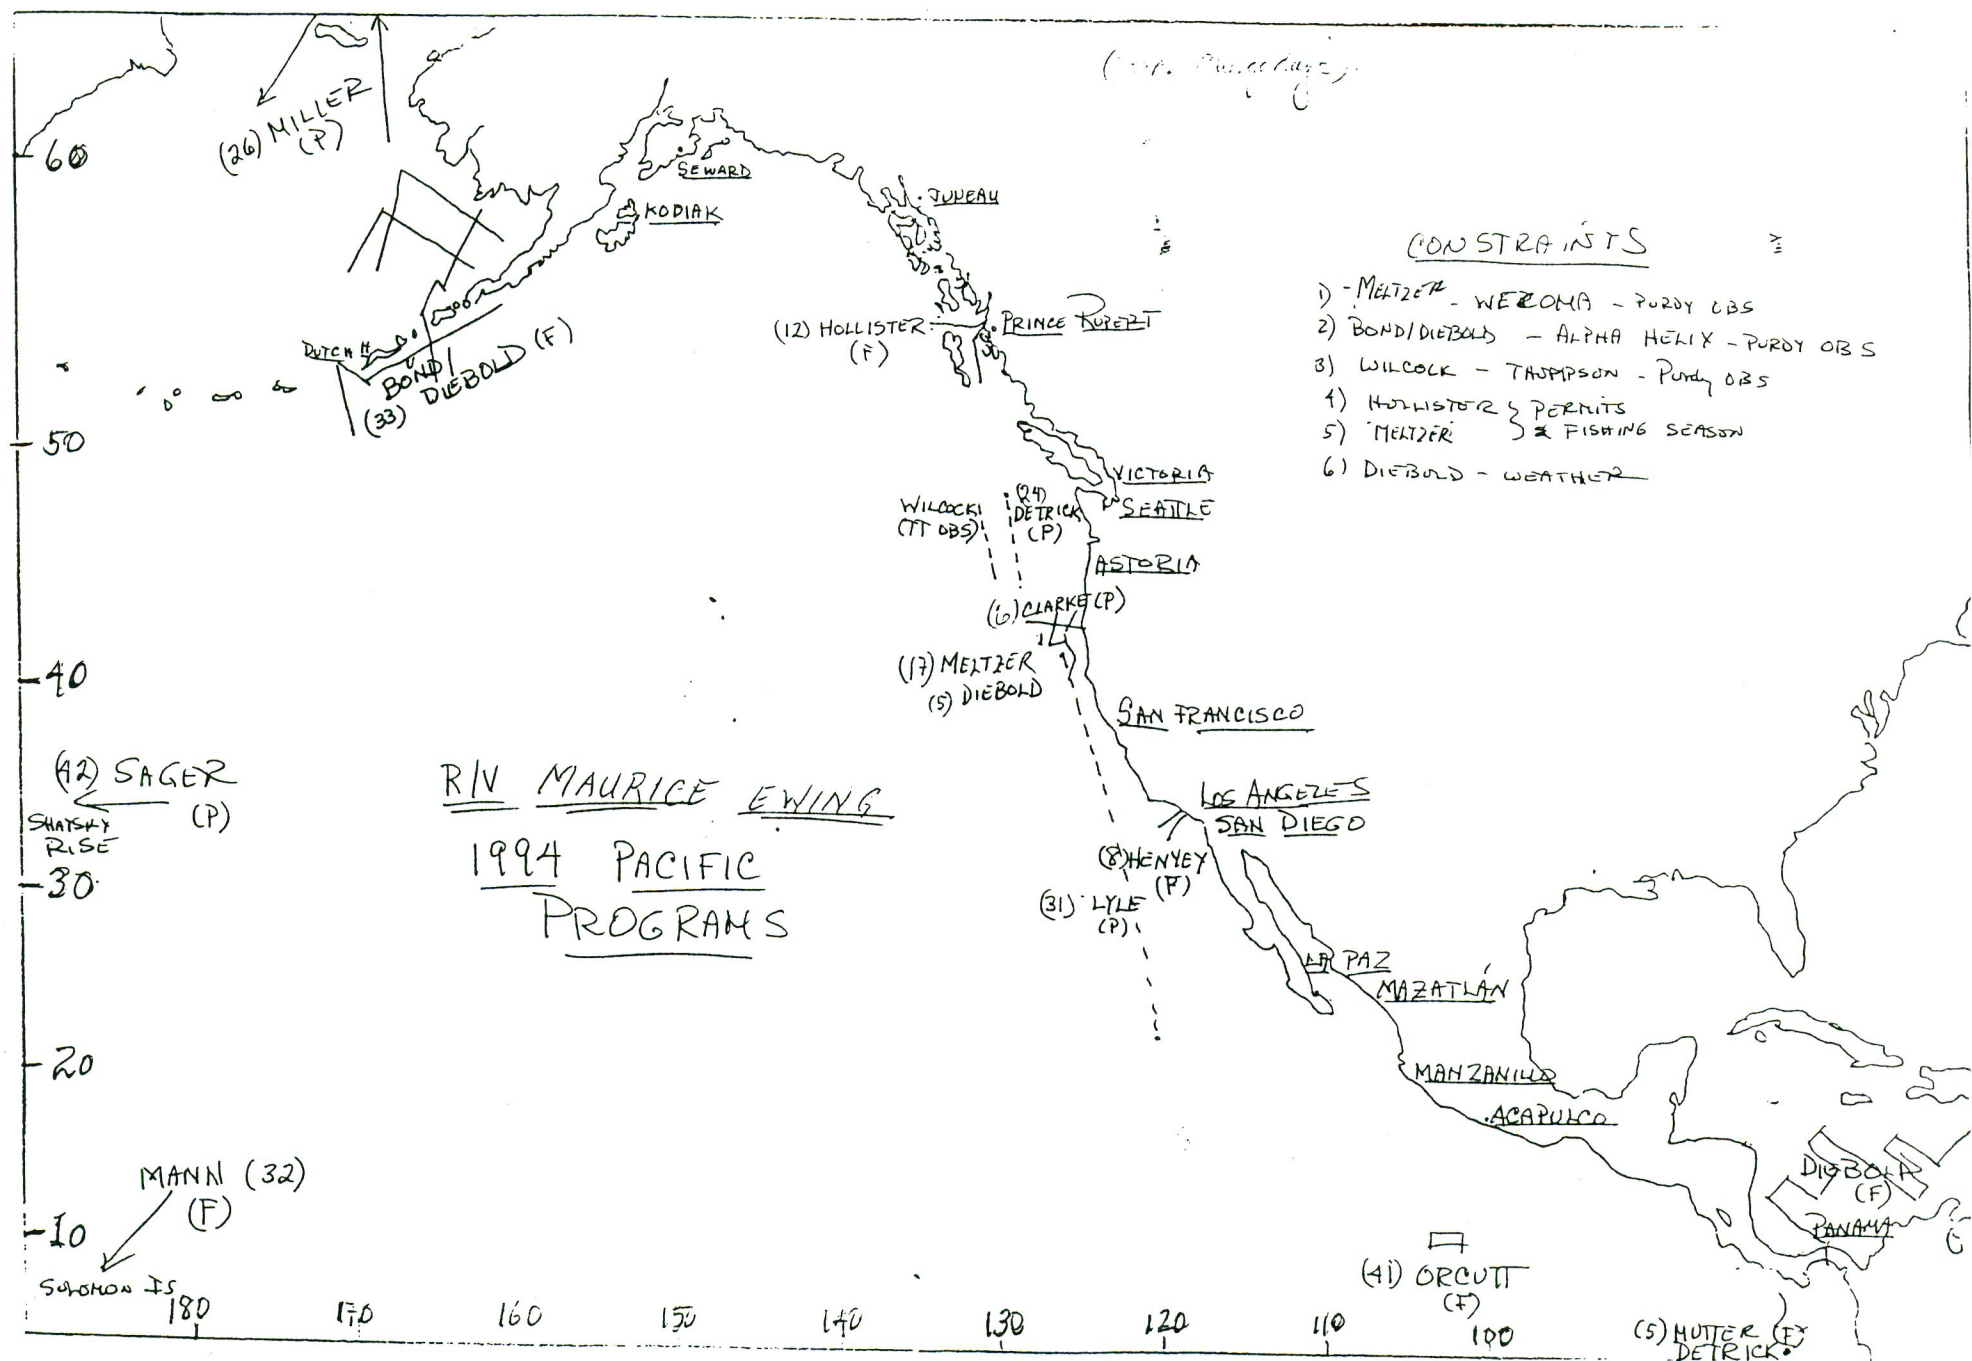 (26) MILLER
(P)
60
SEWARD
KODIAK
JUNEAU
CONSTRAINTS
1) - MELTZER - WECOMA - PURDY OBS
2) BOND/DIEBOLD - ALPHA HELIX - PURDY OBS
3) WILCOCK - THOMPSON - Purdy OBS
4) HOLLISTER } PERMITS
5) MELTZER } & FISHING SEASON
6) DIEBOLD - WEATHER
(12) HOLLISTER
(F)
PRINCE RUPERT
DUTCH H
BOND/
DIEBOLD (F)
(33)
50
VICTORIA
SEATTLE
WILCOCK
(TT OBS)
(24)
DETRICK
(P)
ASTORIA
(6) CLARKE (P)
(17) MELTZER
(5) DIEBOLD
40
SAN FRANCISCO
(42) SAGER
(P)
SHATSKY
RISE
R/V MAURICE EWING
1994 PACIFIC
PROGRAMS
LOS ANGELES
SAN DIEGO
30
(8) HENYEY
(F)
(31) LYLE
(P)
LA PAZ
MAZATLÁN
20
MANZANILLO
ACAPULCO
MANN (32)
(F)
10
SOLOMON IS
DIEBOLD
(F)
PANAMA
(41) ORCUTT
(F)
180 170 160 150 140 130 120 110 100
(5) MUTTER (F)
DETRICK